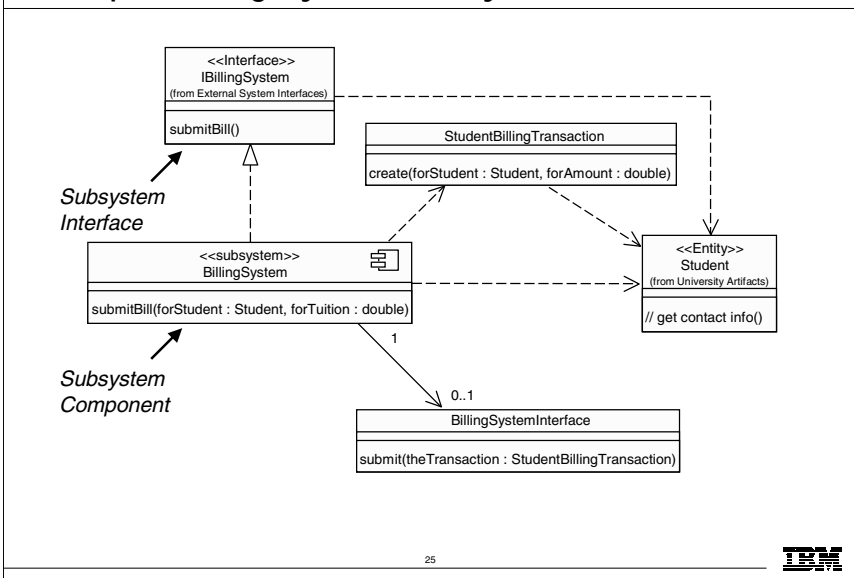 <<Interface>>
IBillingSystem
(from External System Interfaces)
submitBill()
StudentBillingTransaction
create(forStudent : Student, forAmount : double)
Subsystem
Interface
<<subsystem>>
BillingSystem
submitBill(forStudent : Student, forTuition : double)
<<Entity>>
Student
(from University Artifacts)
// get contact info()
Subsystem
Component
1
0..1
BillingSystemInterface
submit(theTransaction : StudentBillingTransaction)
25
IBM